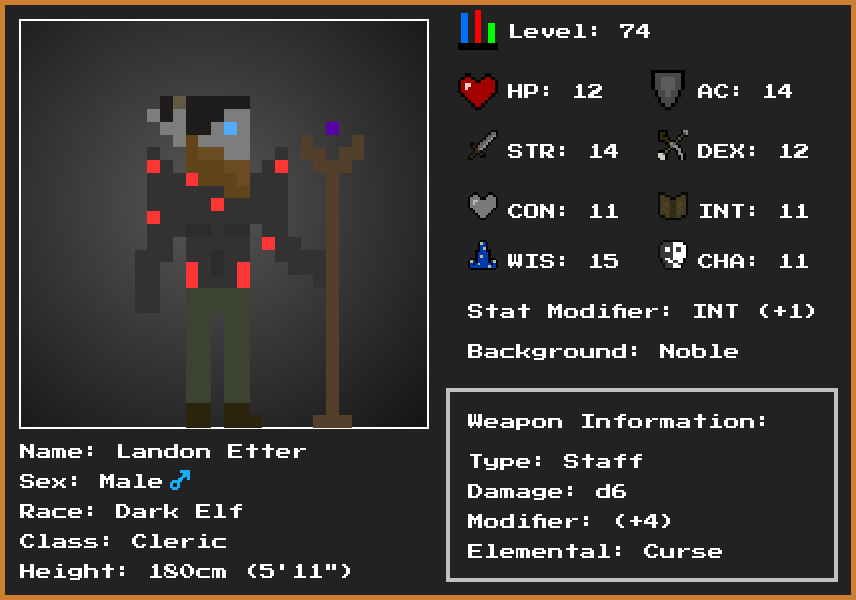 Level: 74
HP: 12 AC: 14
STR: 14 DEX: 12
CON: 11 INT: 11
WIS: 15 CHA: 11
Stat Modifier: INT (+1)
Background: Noble
Weapon Information:
Type: Staff
Damage: d6
Modifier: (+4)
Elemental: Curse
Name: Landon Etter
Sex: Male ♂
Race: Dark Elf
Class: Cleric
Height: 180cm (5'11")